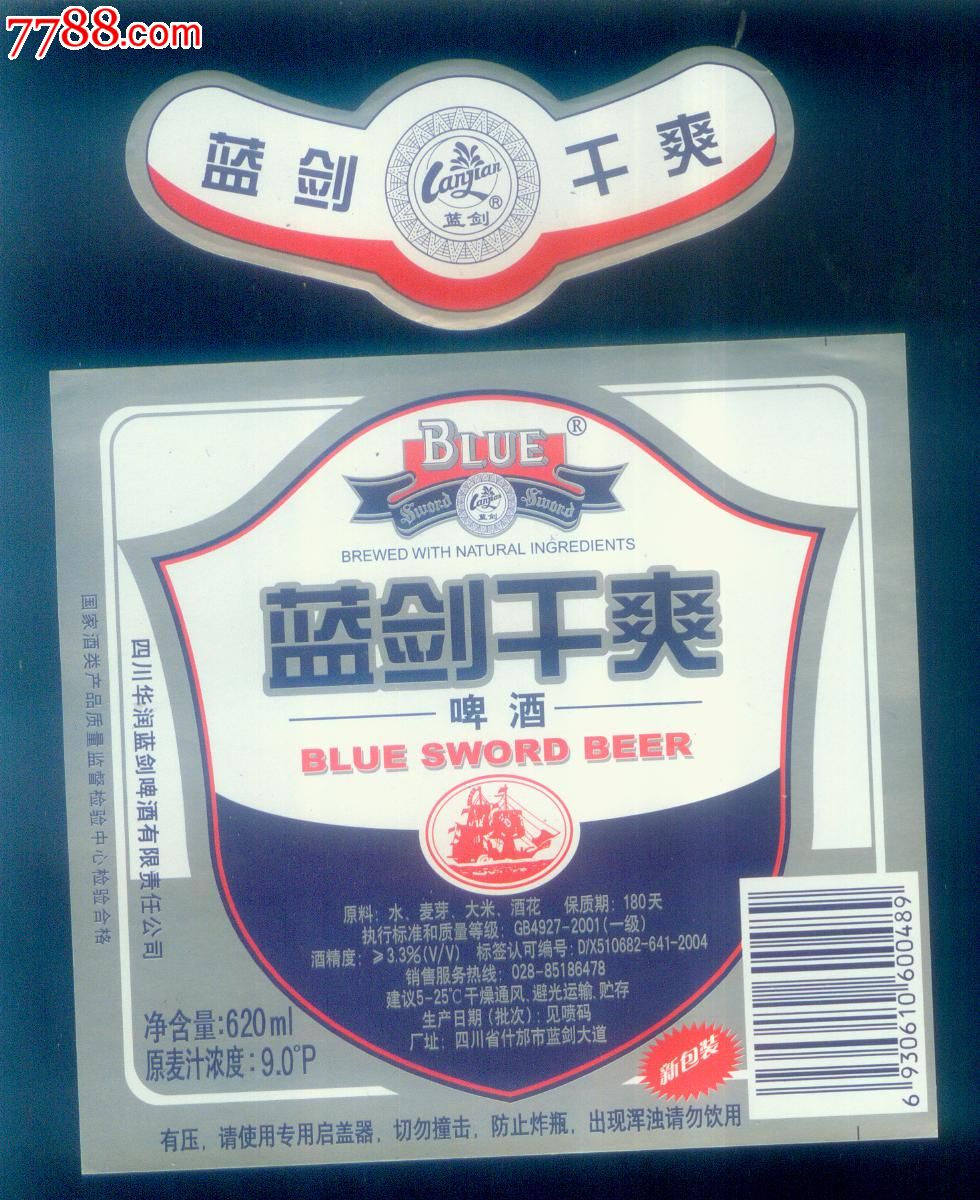 7788.com
蓝剑 干爽
Lanjian
®
蓝剑
BLUE ®
Sword Sword
Lanjian
蓝剑
BREWED WITH NATURAL INGREDIENTS
蓝剑干爽
啤酒
BLUE SWORD BEER
原料：水、麦芽、大米、酒花 保质期：180天
执行标准和质量等级：GB4927-2001(一级)
酒精度：≥3.3%(V/V) 标签认可编号：D/X510682-641-2004
销售服务热线：028-85186478
建议5-25℃干燥通风、避光运输、贮存
生产日期（批次）：见喷码
厂址：四川省什邡市蓝剑大道
国家酒类产品质量监督检验中心检验合格
四川华润蓝剑啤酒有限责任公司
净含量:620ml
原麦汁浓度:9.0°P
新包装
6930610600489
有压，请使用专用启盖器，切勿撞击，防止炸瓶，出现浑浊请勿饮用